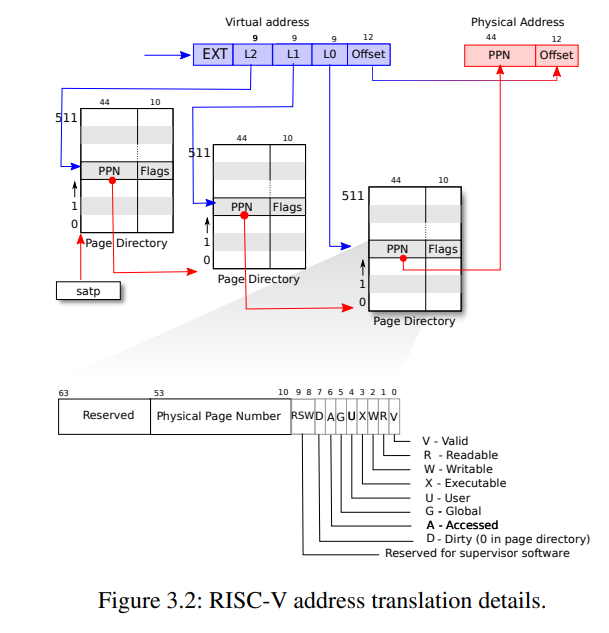 Virtual address
Physical Address
9 9 9 12
EXT L2 L1 L0 Offset
44 12
PPN Offset
44 10
511
PPN Flags
1
0
Page Directory
satp
44 10
511
PPN Flags
1
0
Page Directory
44 10
511
PPN Flags
1
0
Page Directory
63 53 10 9 8 7 6 5 4 3 2 1 0
Reserved Physical Page Number RSW D A G U X W R V
V - Valid
R - Readable
W - Writable
X - Executable
U - User
G - Global
A - Accessed
D - Dirty (0 in page directory)
Reserved for supervisor software
Figure 3.2: RISC-V address translation details.